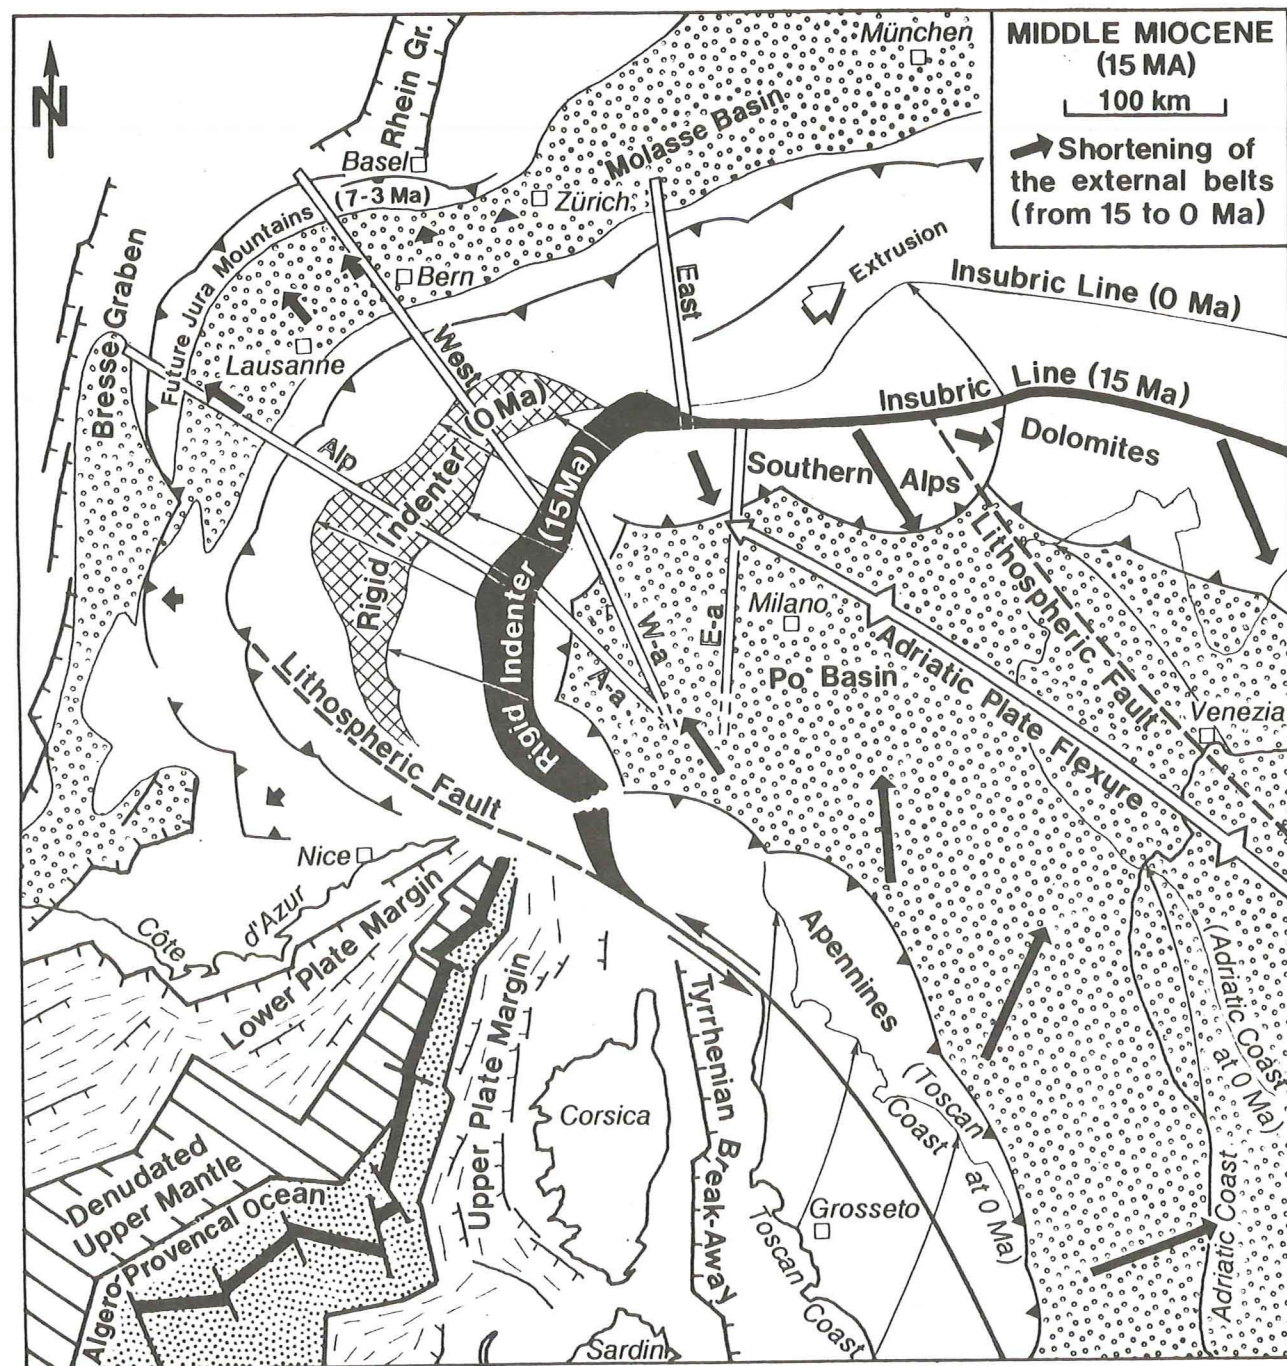 MIDDLE MIOCENE
(15 MA)
100 km
Shortening of
the external belts
(from 15 to 0 Ma)
N
München
Rhein Gr.
Basel
(7-3 Ma)
Molasse Basin
Zürich
Future Jura Mountains
Bern
Bresse Graben
Lausanne
West
East
Extrusion
Insubric Line (0 Ma)
Insubric Line (15 Ma)
Dolomites
Southern Alps
Alp
Rigid Indenter (0 Ma)
Rigid Indenter (15 Ma)
Lithospheric Fault
Milano
W-a
E-a
A-a
Po Basin
Adriatic Plate Flexure
Venezia
Lithospheric Fault
Nice
Côte d'Azur
Lower Plate Margin
Upper Plate Margin
Apennines
(Toscan
Coast
at 0 Ma)
(Adriatic Coast
at 0 Ma)
Adriatic Coast
Corsica
Tyrrhenian Break-Away
Denudated
Upper Mantle
Algero Provencal Ocean
Grosseto
Toscan Coast
Sardin